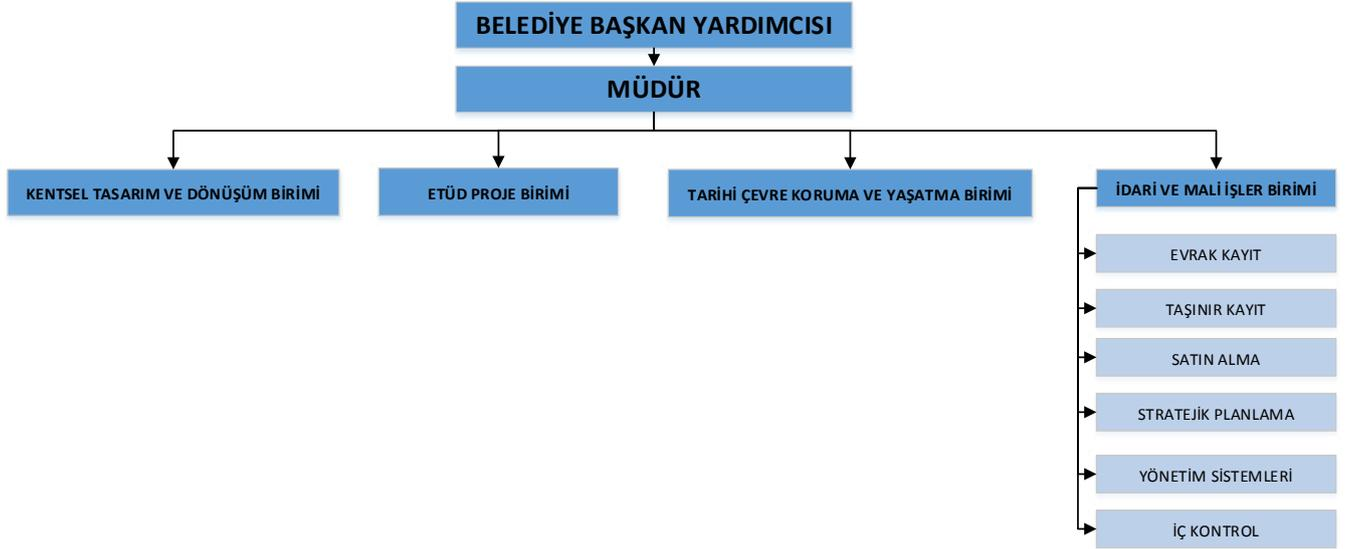 BELEDİYE BAŞKAN YARDIMCISI
MÜDÜR
KENTSEL TASARIM VE DÖNÜŞÜM BİRİMİ
ETÜD PROJE BİRİMİ
TARİHİ ÇEVRE KORUMA VE YAŞATMA BİRİMİ
İDARİ VE MALİ İŞLER BİRİMİ
EVRAK KAYIT
TAŞINIR KAYIT
SATIN ALMA
STRATEJİK PLANLAMA
YÖNETİM SİSTEMLERİ
İÇ KONTROL